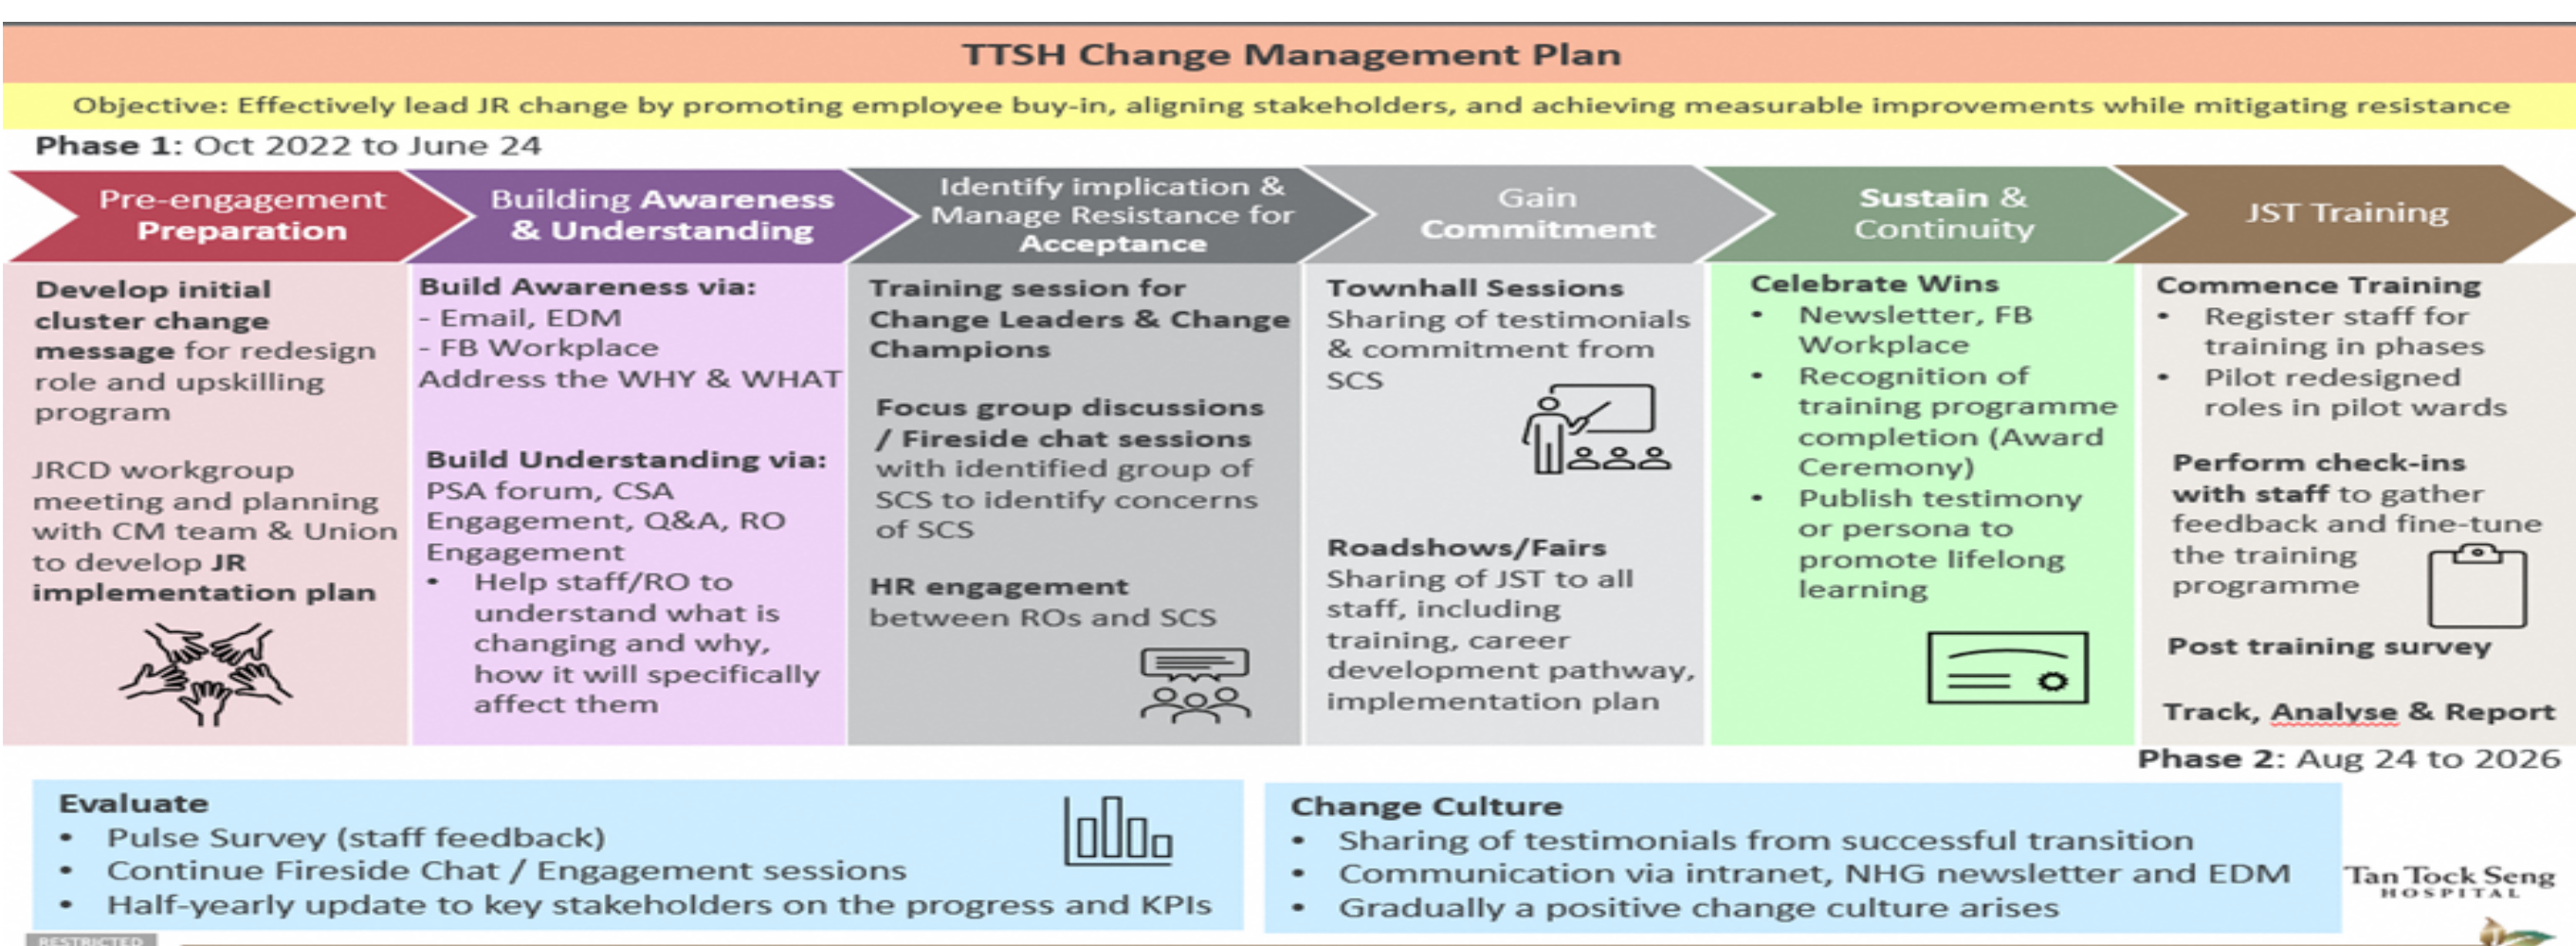 TTSH Change Management Plan
Objective: Effectively lead JR change by promoting employee buy-in, aligning stakeholders, and achieving measurable improvements while mitigating resistance
Phase 1: Oct 2022 to June 24
Pre-engagement
Preparation
Develop initial
cluster change
message for redesign
role and upskilling
program
JRCD workgroup
meeting and planning
with CM team & Union
to develop JR
implementation plan
Building Awareness
& Understanding
Build Awareness via:
- Email, EDM
- FB Workplace
Address the WHY & WHAT
Build Understanding via:
PSA forum, CSA
Engagement, Q&A, RO
Engagement
• Help staff/RO to
understand what is
changing and why,
how it will specifically
affect them
Identify implication &
Manage Resistance for
Acceptance
Training session for
Change Leaders & Change
Champions
Focus group discussions
/ Fireside chat sessions
with identified group of
SCS to identify concerns
of SCS
HR engagement
between ROs and SCS
Gain
Commitment
Townhall Sessions
Sharing of testimonials
& commitment from
SCS
Roadshows/Fairs
Sharing of JST to all
staff, including
training, career
development pathway,
implementation plan
Sustain &
Continuity
Celebrate Wins
• Newsletter, FB
Workplace
• Recognition of
training programme
completion (Award
Ceremony)
• Publish testimony
or persona to
promote lifelong
learning
JST Training
Commence Training
• Register staff for
training in phases
• Pilot redesigned
roles in pilot wards
Perform check-ins
with staff to gather
feedback and fine-tune
the training
programme
Post training survey
Track, Analyse & Report
Phase 2: Aug 24 to 2026
Evaluate
• Pulse Survey (staff feedback)
• Continue Fireside Chat / Engagement sessions
• Half-yearly update to key stakeholders on the progress and KPIs
Change Culture
• Sharing of testimonials from successful transition
• Communication via intranet, NHG newsletter and EDM
• Gradually a positive change culture arises
Tan Tock Seng
HOSPITAL
RESTRICTED